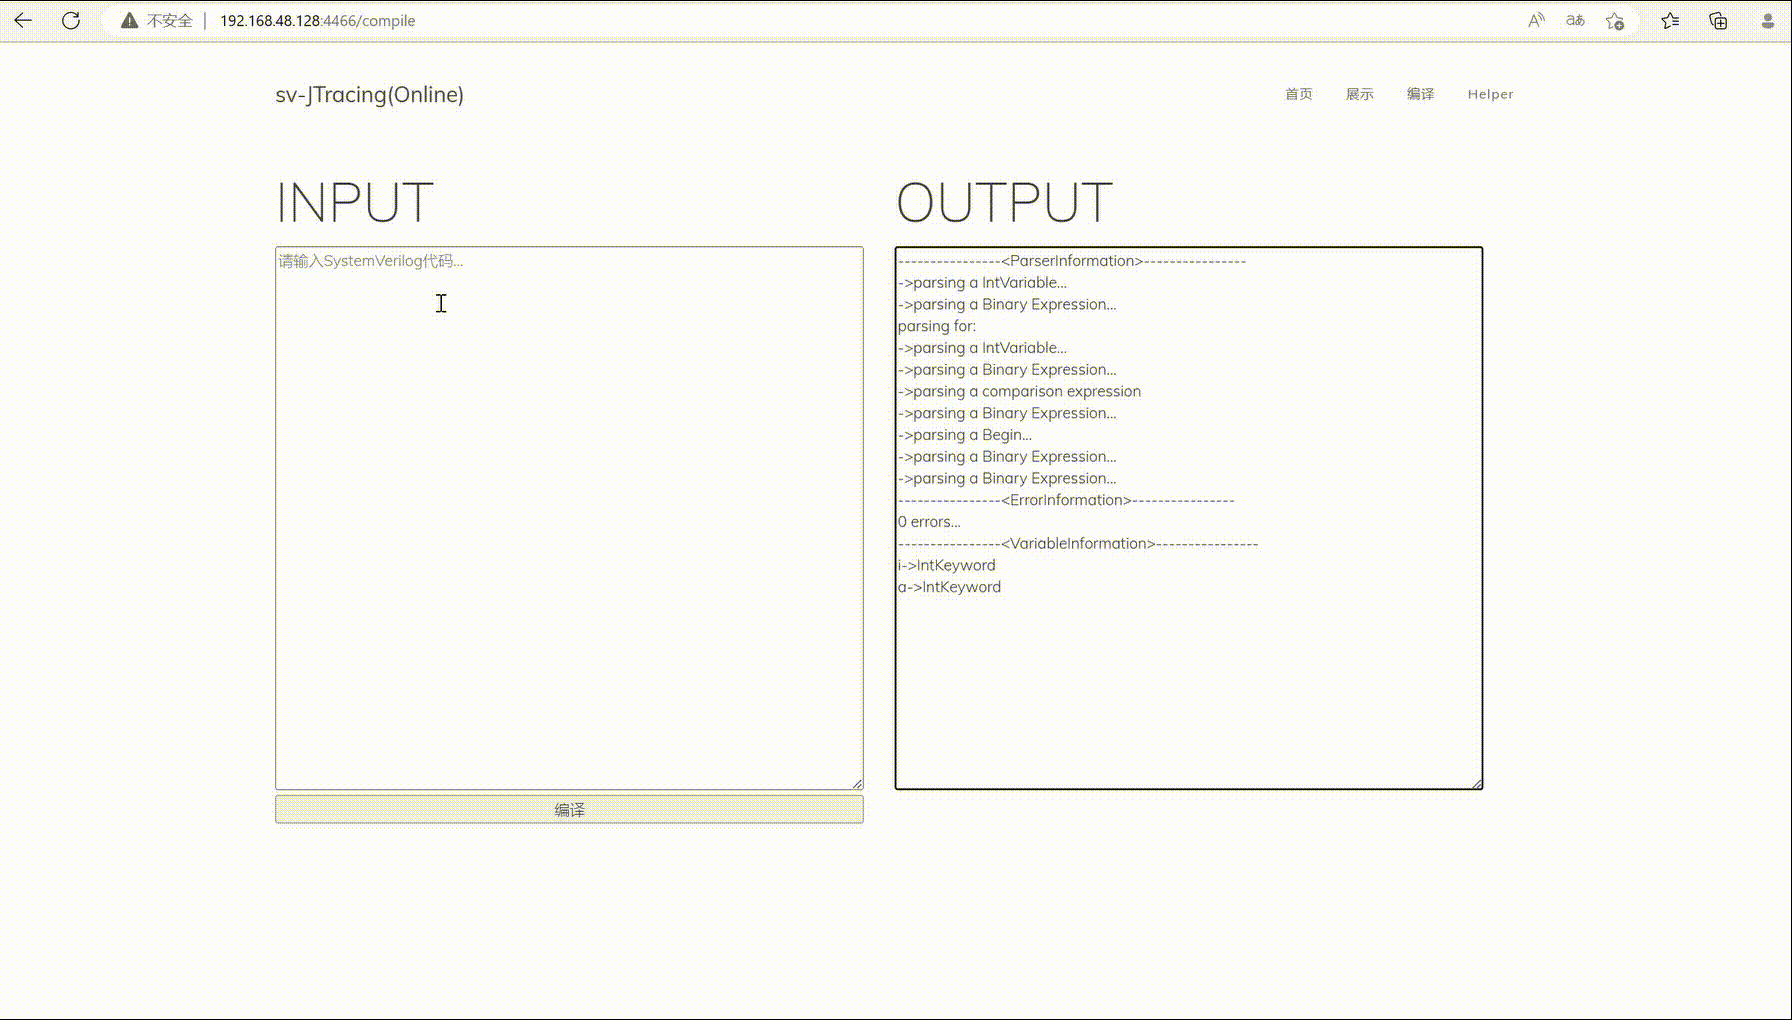 不安全 | 192.168.48.128:4466/compile
sv-JTracing(Online)
首页 展示 编译 Helper
INPUT
请输入SystemVerilog代码...
编译
OUTPUT
----------------<ParserInformation>----------------
->parsing a IntVariable...
->parsing a Binary Expression...
parsing for:
->parsing a IntVariable...
->parsing a Binary Expression...
->parsing a comparison expression
->parsing a Binary Expression...
->parsing a Begin...
->parsing a Binary Expression...
->parsing a Binary Expression...
----------------<ErrorInformation>----------------
0 errors...
----------------<VariableInformation>----------------
i->IntKeyword
a->IntKeyword